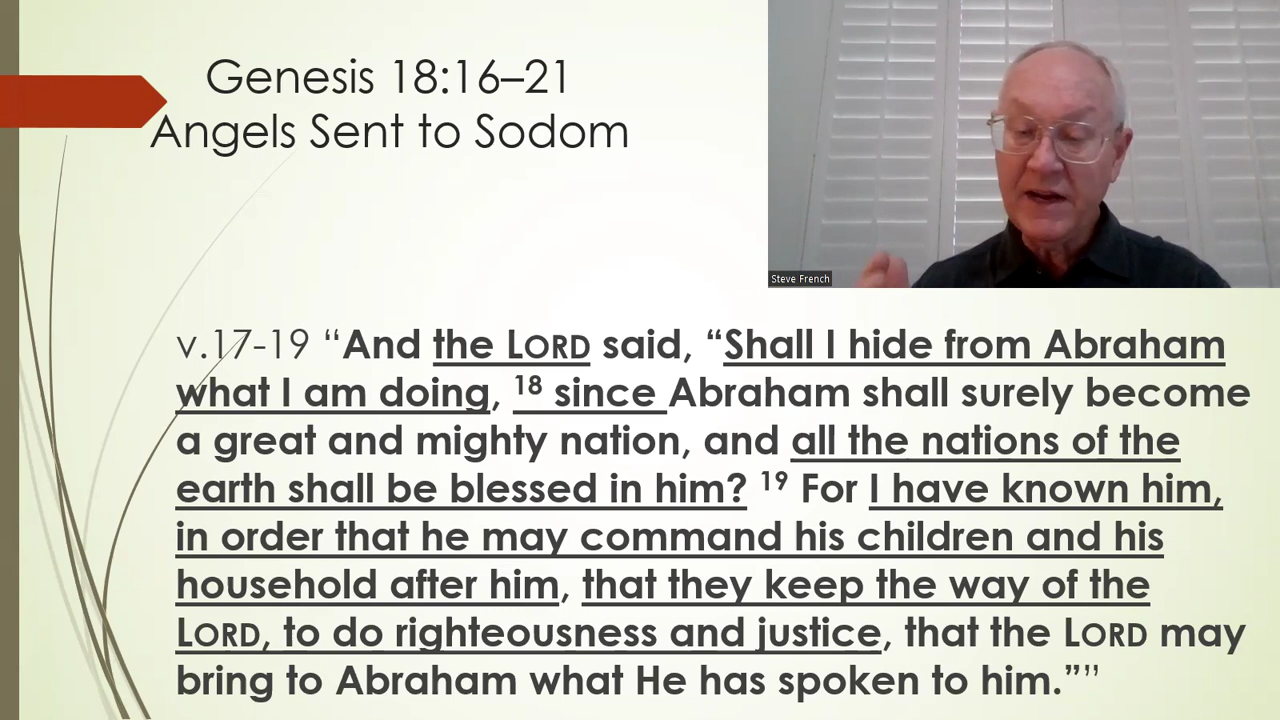 Genesis 18:16–21
Angels Sent to Sodom
Steve French
v.17-19 “And the LORD said, “Shall I hide from Abraham
what I am doing, 18 since Abraham shall surely become
a great and mighty nation, and all the nations of the
earth shall be blessed in him? 19 For I have known him,
in order that he may command his children and his
household after him, that they keep the way of the
LORD, to do righteousness and justice, that the LORD may
bring to Abraham what He has spoken to him.””